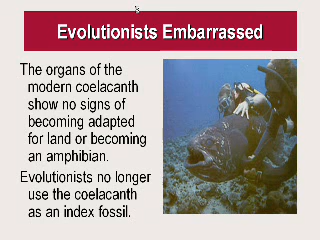 Evolutionists Embarrassed
The organs of the
modern coelacanth
show no signs of
becoming adapted
for land or becoming
an amphibian.
Evolutionists no longer
use the coelacanth
as an index fossil.